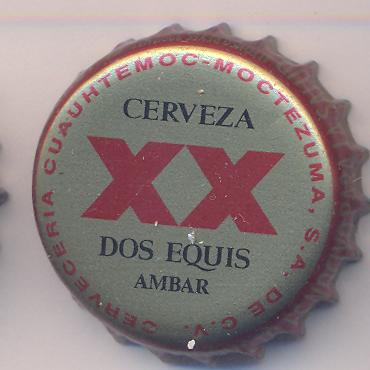 CERVEZA
XX
DOS EQUIS
AMBAR
CERVECERIA CUAUHTEMOC-MOCTEZUMA, S.A. DE C.V.